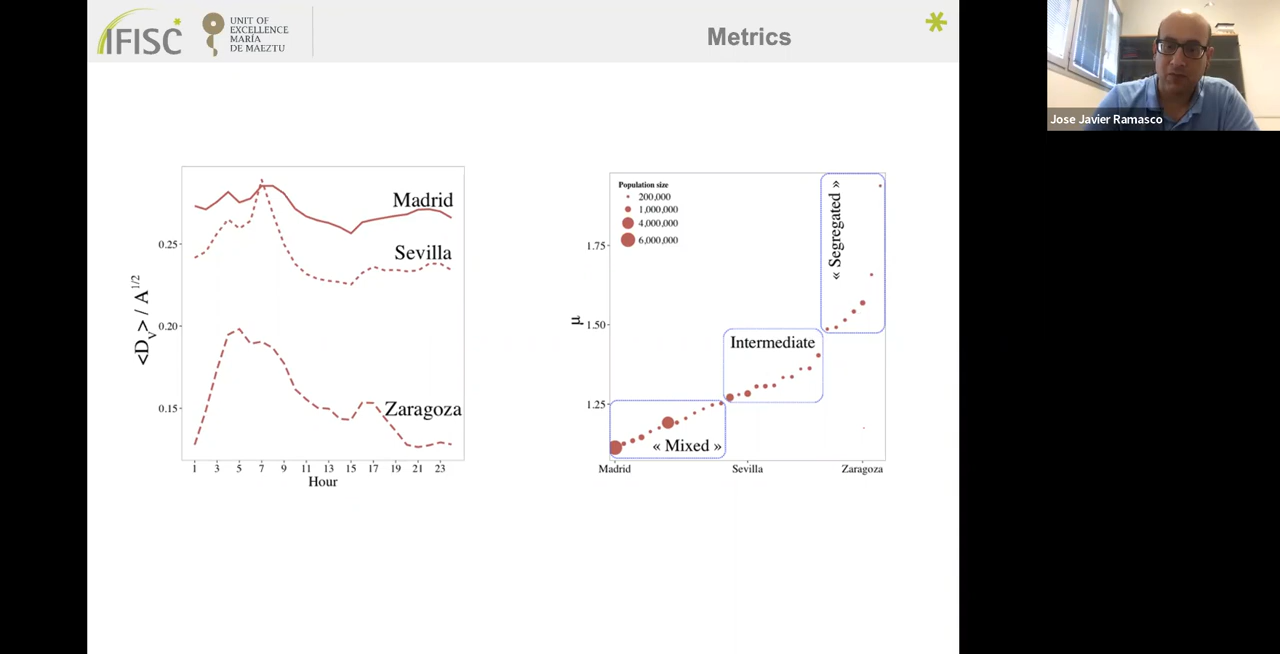 IFISC
UNIT OF
EXCELLENCE
MARÍA
DE MAEZTU
Metrics
Jose Javier Ramasco
Madrid
Sevilla
Zaragoza
0.25
0.20
0.15
<Dv> / A1/2
1 3 5 7 9 11 13 15 17 19 21 23
Hour
Population size
200,000
1,000,000
4,000,000
6,000,000
« Segregated »
Intermediate
« Mixed »
1.75
1.50
1.25
μ
Madrid Sevilla Zaragoza